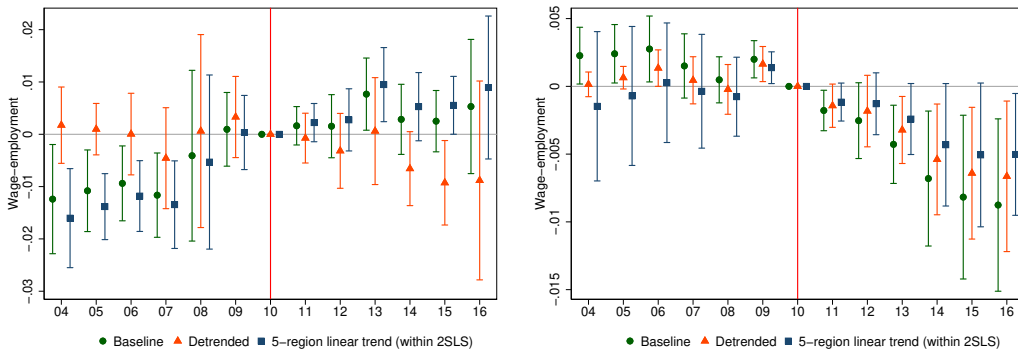 Wage−employment
.02
.01
0
−.01
−.02
−.03
04 05 06 07 08 09 10 11 12 13 14 15 16
Baseline Detrended 5−region linear trend (within 2SLS)
Wage−employment
.005
0
−.005
−.01
−.015
04 05 06 07 08 09 10 11 12 13 14 15 16
Baseline Detrended 5−region linear trend (within 2SLS)